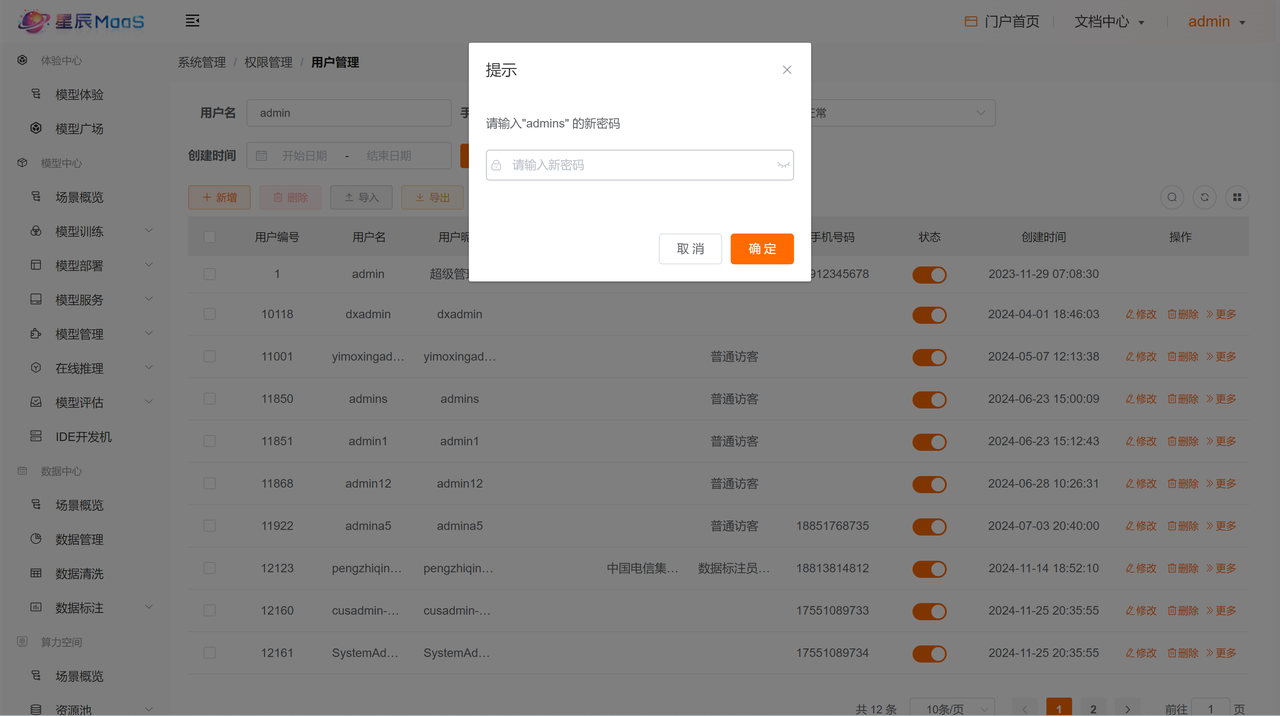 星辰MaaS
门户首页 文档中心 admin
体验中心
模型体验
模型广场
模型中心
场景概览
模型训练
模型部署
模型服务
模型管理
在线推理
模型评估
IDE开发机
数据中心
场景概览
数据管理
数据清洗
数据标注
算力空间
场景概览
资源池
系统管理 / 权限管理 / 用户管理
用户名 admin
创建时间 开始日期 - 结束日期
新增 删除 导入 导出
提示
请输入"admins" 的新密码
请输入新密码
取 消 确 定
用户编号 用户名 手机号码 状态 创建时间 操作
1 admin 912345678 2023-11-29 07:08:30
10118 dxadmin dxadmin 2024-04-01 18:46:03 修改 删除 更多
11001 yimoxingad… yimoxingad… 普通访客 2024-05-07 12:13:38 修改 删除 更多
11850 admins admins 普通访客 2024-06-23 15:00:09 修改 删除 更多
11851 admin1 admin1 普通访客 2024-06-23 15:12:43 修改 删除 更多
11868 admin12 admin12 普通访客 2024-06-28 10:26:31 修改 删除 更多
11922 admina5 admina5 普通访客 18851768735 2024-07-03 20:40:00 修改 删除 更多
12123 pengzhiqin… pengzhiqin… 中国电信集… 数据标注员… 18813814812 2024-11-14 18:52:10 修改 删除 更多
12160 cusadmin-… cusadmin-… 17551089733 2024-11-25 20:35:55 修改 删除 更多
12161 SystemAd… SystemAd… 17551089734 2024-11-25 20:35:55 修改 删除 更多
共 12 条 10条/页 1 2 前往 1 页